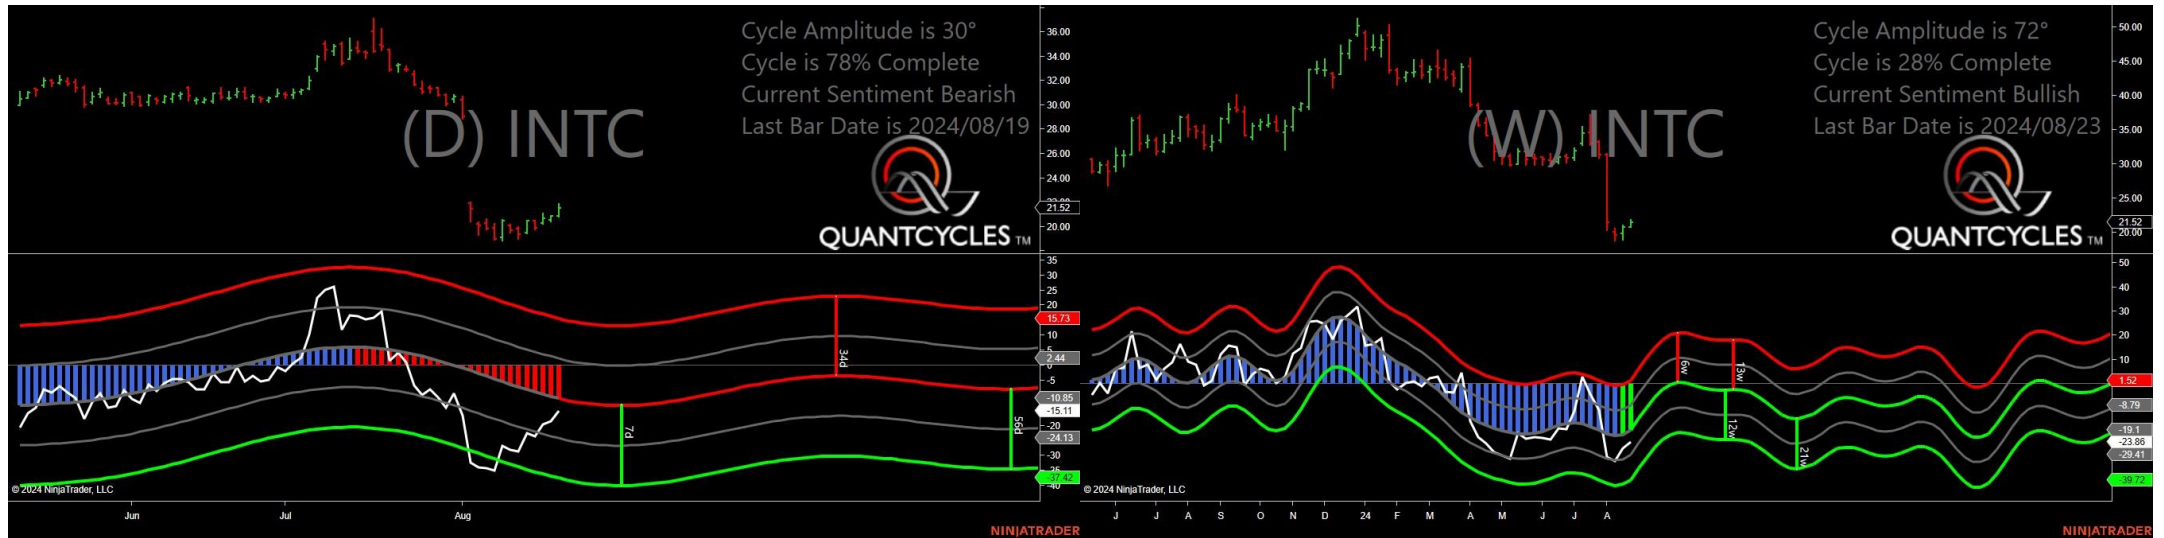 Cycle Amplitude is 30°
Cycle is 78% Complete
Current Sentiment Bearish
Last Bar Date is 2024/08/19
(D) INTC
QUANTCYCLES TM
36.00
34.00
32.00
30.00
28.00
26.00
24.00
21.52
20.00
35
30
25
20
15.73
10
5
2.44
-5
-10.85
-15.11
-20
-24.13
-30
-37.42
-40
34d
7d
56d
© 2024 NinjaTrader, LLC
Jun
Jul
Aug
NINJATRADER
Cycle Amplitude is 72°
Cycle is 28% Complete
Current Sentiment Bullish
Last Bar Date is 2024/08/23
(W) INTC
QUANTCYCLES TM
50.00
45.00
40.00
35.00
30.00
25.00
21.52
20.00
50
40
30
20
10
1.52
-8.79
-19.1
-23.86
-29.41
-39.72
6w
13w
12w
21w
© 2024 NinjaTrader, LLC
J J A S O N D 24 F M A M J J A
NINJATRADER